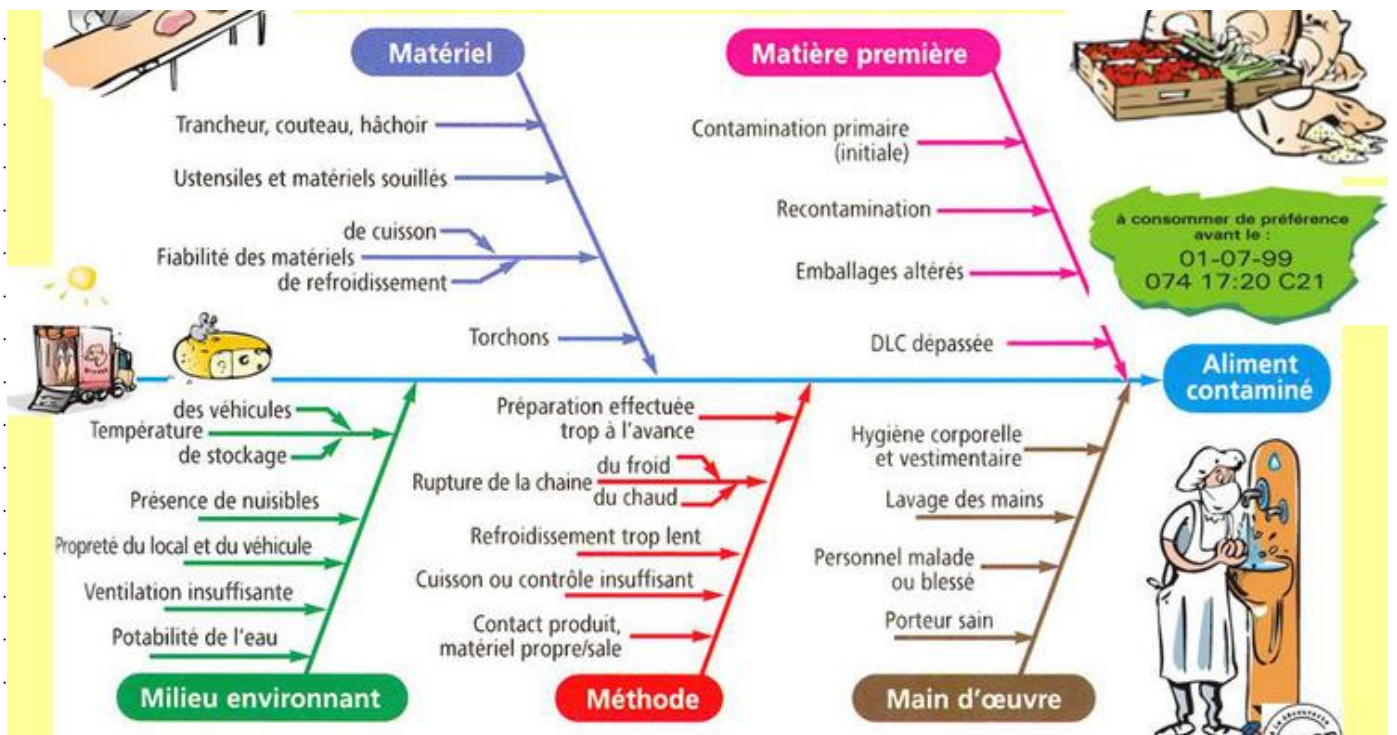 Matériel
Trancheur, couteau, hâchoir
Ustensiles et matériels souillés
de cuisson
Fiabilité des matériels
de refroidissement
Torchons
Matière première
Contamination primaire
(initiale)
Recontamination
Emballages altérés
DLC dépassée
à consommer de préférence
avant le :
01-07-99
074 17:20 C21
Aliment
contaminé
des véhicules
Température
de stockage
Présence de nuisibles
Propreté du local et du véhicule
Ventilation insuffisante
Potabilité de l'eau
Milieu environnant
Préparation effectuée
trop à l'avance
du froid
Rupture de la chaine
du chaud
Refroidissement trop lent
Cuisson ou contrôle insuffisant
Contact produit,
matériel propre/sale
Méthode
Hygiène corporelle
et vestimentaire
Lavage des mains
Personnel malade
ou blessé
Porteur sain
Main d'œuvre